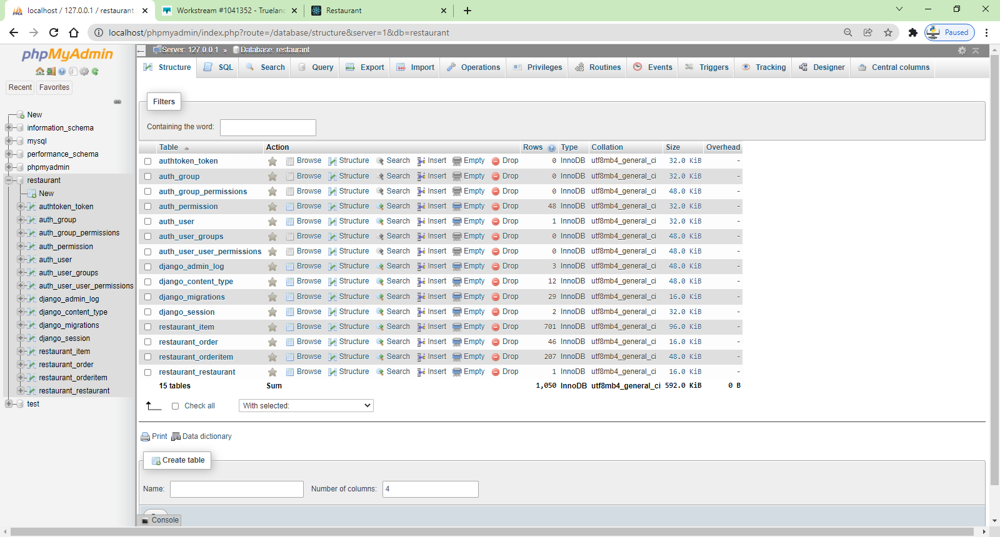 localhost / 127.0.0.1 / restaurant
Workstream #1041352 - Truelanc
Restaurant
localhost/phpmyadmin/index.php?route=/database/structure&server=1&db=restaurant
Paused
phpMyAdmin
Recent
Favorites
New
information_schema
mysql
performance_schema
phpmyadmin
restaurant
New
authtoken_token
auth_group
auth_group_permissions
auth_permission
auth_user
auth_user_groups
auth_user_user_permissions
django_admin_log
django_content_type
django_migrations
django_session
restaurant_item
restaurant_order
restaurant_orderitem
restaurant_restaurant
test
Server: 127.0.0.1 » Database: restaurant
Structure SQL Search Query Export Import Operations Privileges Routines Events Triggers Tracking Designer Central columns
Filters
Containing the word:
Table Action Rows Type Collation Size Overhead
authtoken_token Browse Structure Search Insert Empty Drop 0 InnoDB utf8mb4_general_ci 32.0 KiB -
auth_group Browse Structure Search Insert Empty Drop 0 InnoDB utf8mb4_general_ci 32.0 KiB -
auth_group_permissions Browse Structure Search Insert Empty Drop 0 InnoDB utf8mb4_general_ci 48.0 KiB -
auth_permission Browse Structure Search Insert Empty Drop 48 InnoDB utf8mb4_general_ci 32.0 KiB -
auth_user Browse Structure Search Insert Empty Drop 1 InnoDB utf8mb4_general_ci 32.0 KiB -
auth_user_groups Browse Structure Search Insert Empty Drop 0 InnoDB utf8mb4_general_ci 48.0 KiB -
auth_user_user_permissions Browse Structure Search Insert Empty Drop 0 InnoDB utf8mb4_general_ci 48.0 KiB -
django_admin_log Browse Structure Search Insert Empty Drop 3 InnoDB utf8mb4_general_ci 48.0 KiB -
django_content_type Browse Structure Search Insert Empty Drop 12 InnoDB utf8mb4_general_ci 48.0 KiB -
django_migrations Browse Structure Search Insert Empty Drop 29 InnoDB utf8mb4_general_ci 16.0 KiB -
django_session Browse Structure Search Insert Empty Drop 2 InnoDB utf8mb4_general_ci 32.0 KiB -
restaurant_item Browse Structure Search Insert Empty Drop 701 InnoDB utf8mb4_general_ci 96.0 KiB -
restaurant_order Browse Structure Search Insert Empty Drop 46 InnoDB utf8mb4_general_ci 16.0 KiB -
restaurant_orderitem Browse Structure Search Insert Empty Drop 207 InnoDB utf8mb4_general_ci 48.0 KiB -
restaurant_restaurant Browse Structure Search Insert Empty Drop 1 InnoDB utf8mb4_general_ci 16.0 KiB -
15 tables Sum 1,050 InnoDB utf8mb4_general_ci 592.0 KiB 0 B
Check all
With selected:
Print Data dictionary
Create table
Name:
Number of columns: 4
Console